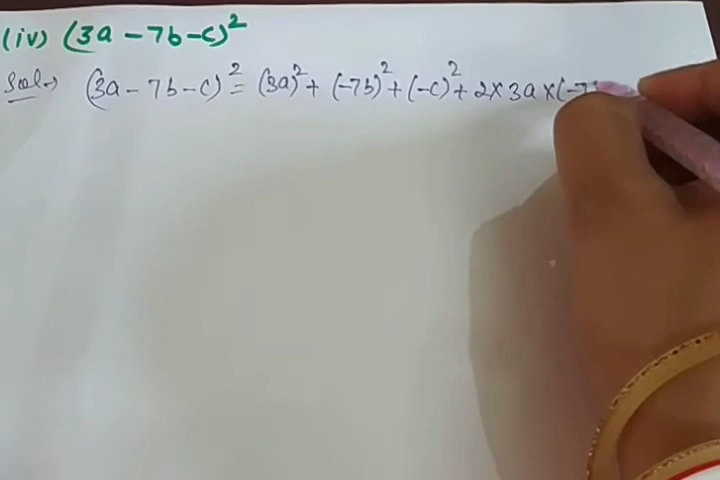 (iv) (3a - 7b - c)²
Sol→ (3a - 7b - c)² = (3a)² + (-7b)² + (-c)² + 2×3a×(-7